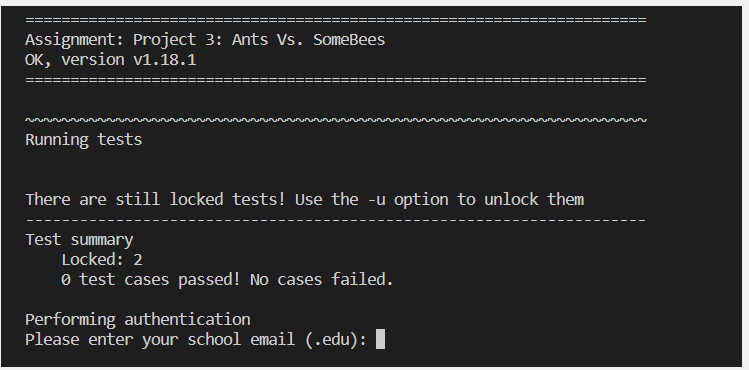 =====================================================================
Assignment: Project 3: Ants Vs. SomeBees
OK, version v1.18.1
=====================================================================
~~~~~~~~~~~~~~~~~~~~~~~~~~~~~~~~~~~~~~~~~~~~~~~~~~~~~~~~~~~~~~~~~~~~~
Running tests
There are still locked tests! Use the -u option to unlock them
---------------------------------------------------------------------
Test summary
    Locked: 2
    0 test cases passed! No cases failed.
Performing authentication
Please enter your school email (.edu):